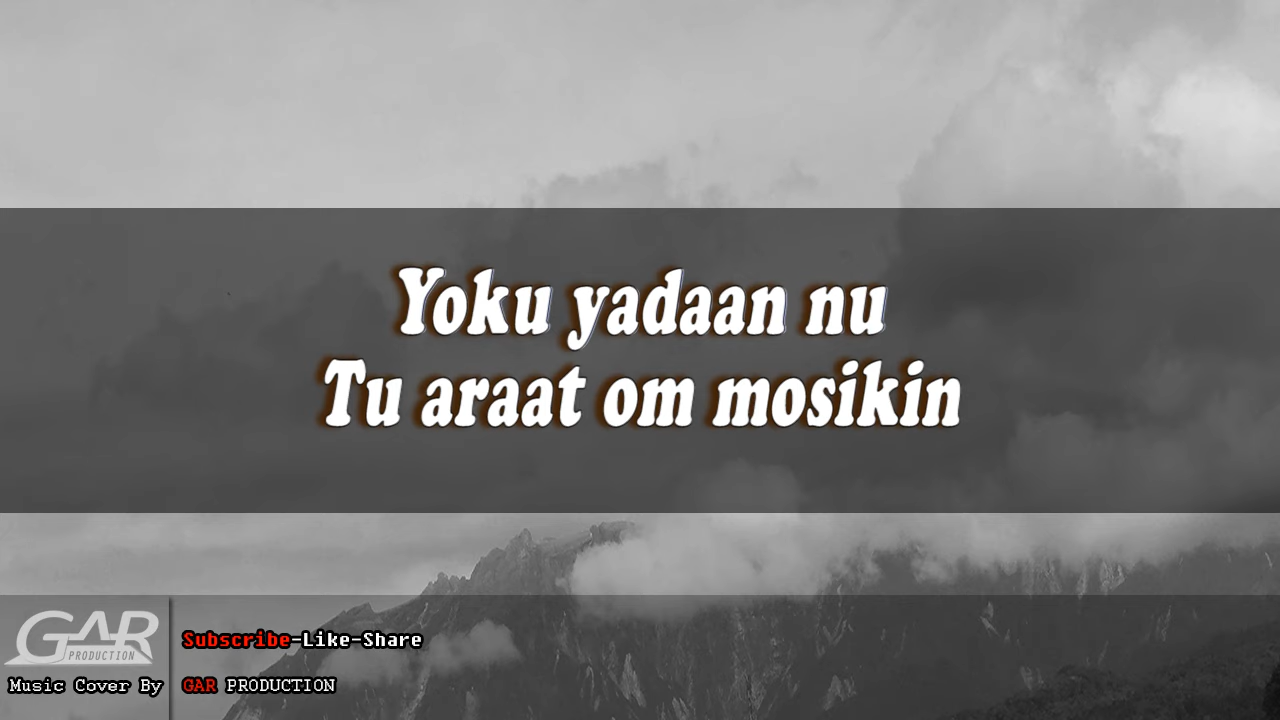 Yoku yadaan nu
Tu araat om mosikin
GAR
PRODUCTION
Subscribe-Like-Share
Music Cover By
GAR PRODUCTION